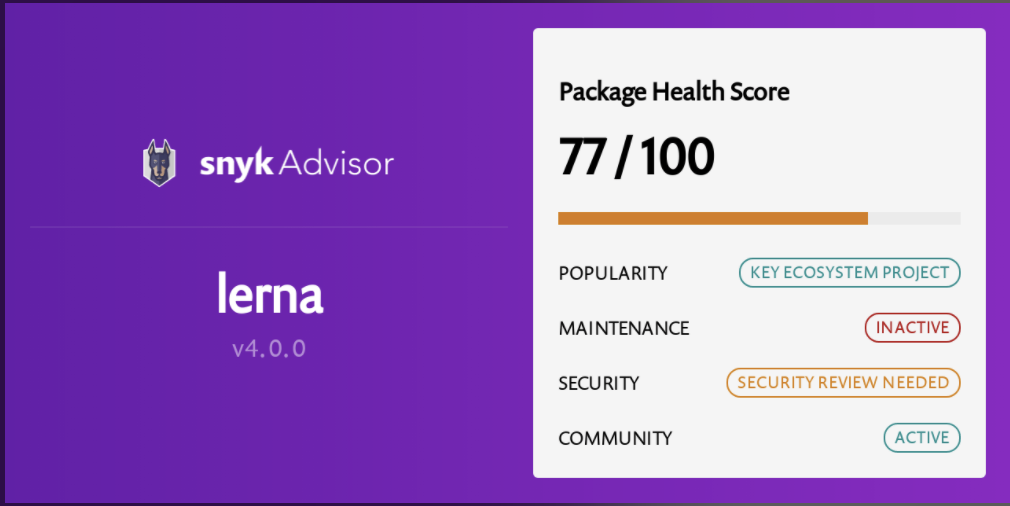 snyk Advisor
lerna
v4.0.0
Package Health Score
77 / 100
POPULARITY KEY ECOSYSTEM PROJECT
MAINTENANCE INACTIVE
SECURITY SECURITY REVIEW NEEDED
COMMUNITY ACTIVE